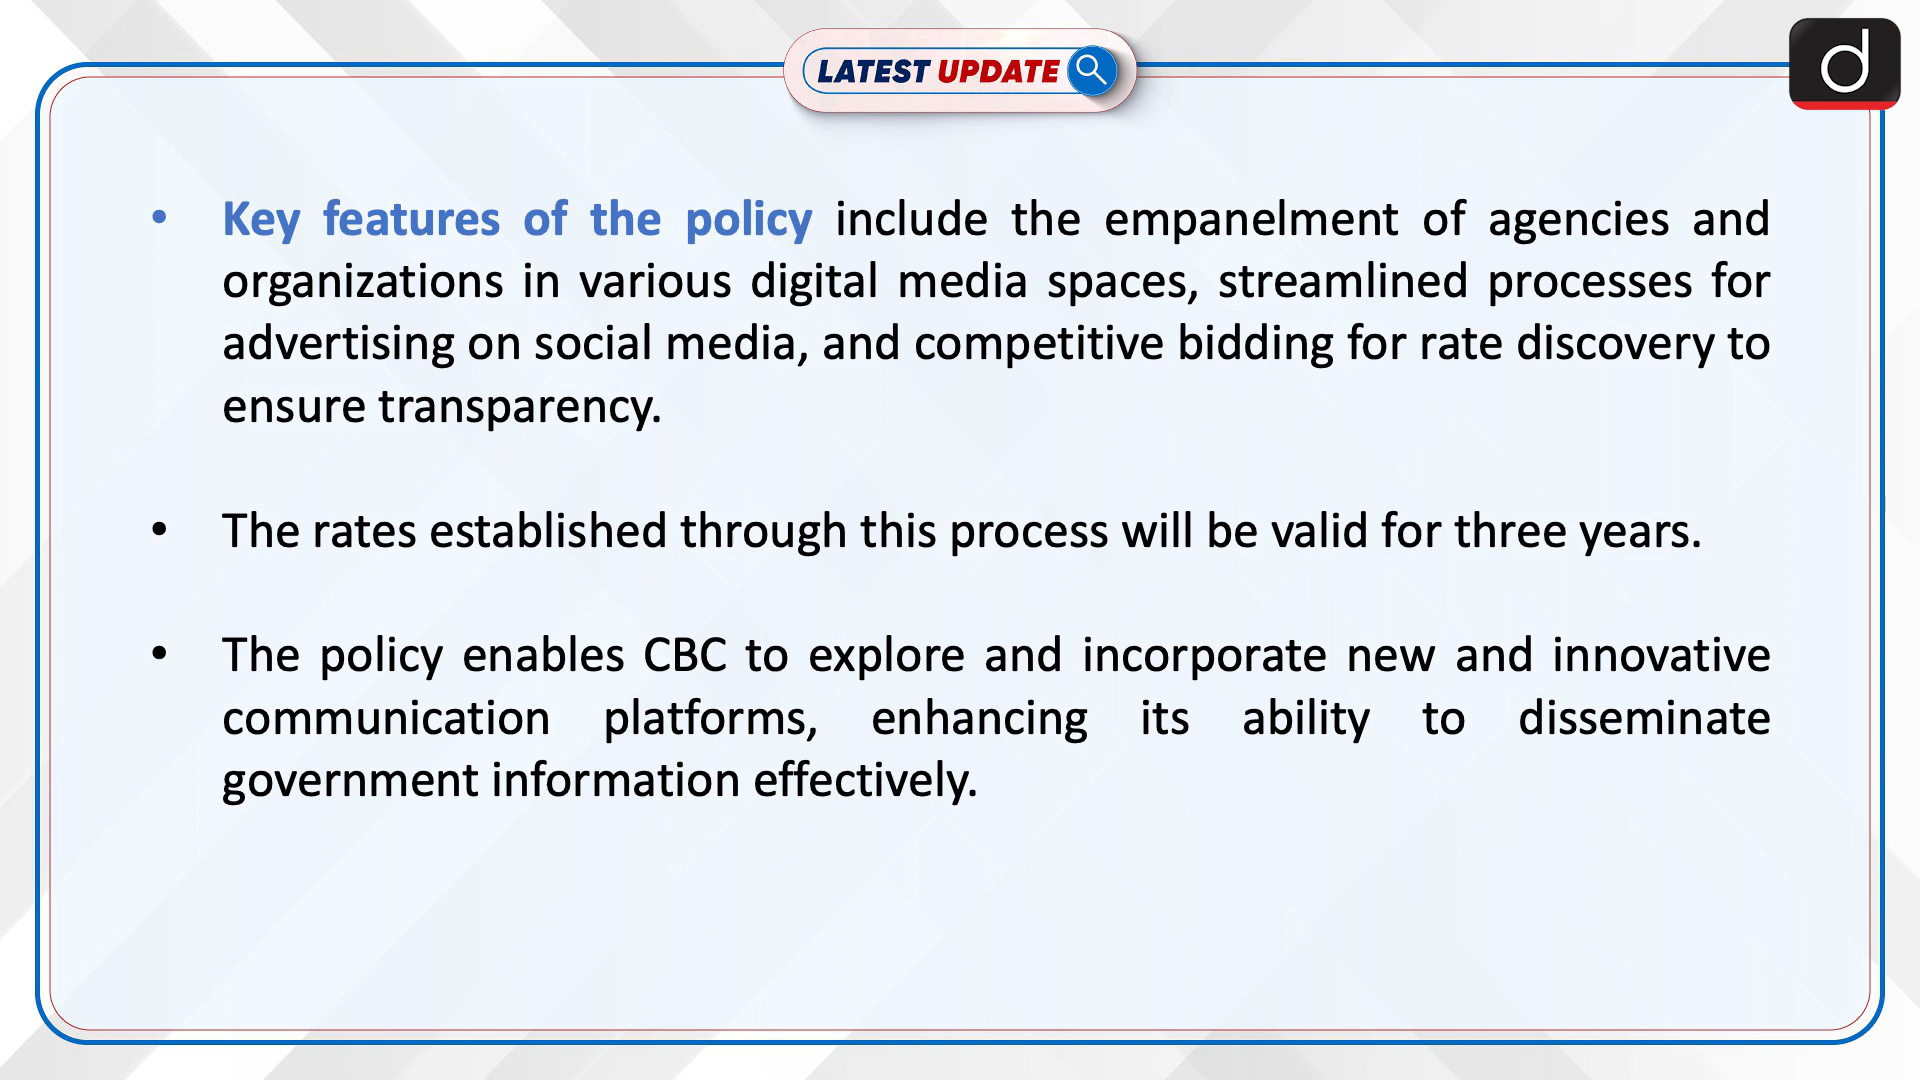 LATEST UPDATE
d
• Key features of the policy include the empanelment of agencies and
organizations in various digital media spaces, streamlined processes for
advertising on social media, and competitive bidding for rate discovery to
ensure transparency.
• The rates established through this process will be valid for three years.
• The policy enables CBC to explore and incorporate new and innovative
communication platforms, enhancing its ability to disseminate
government information effectively.